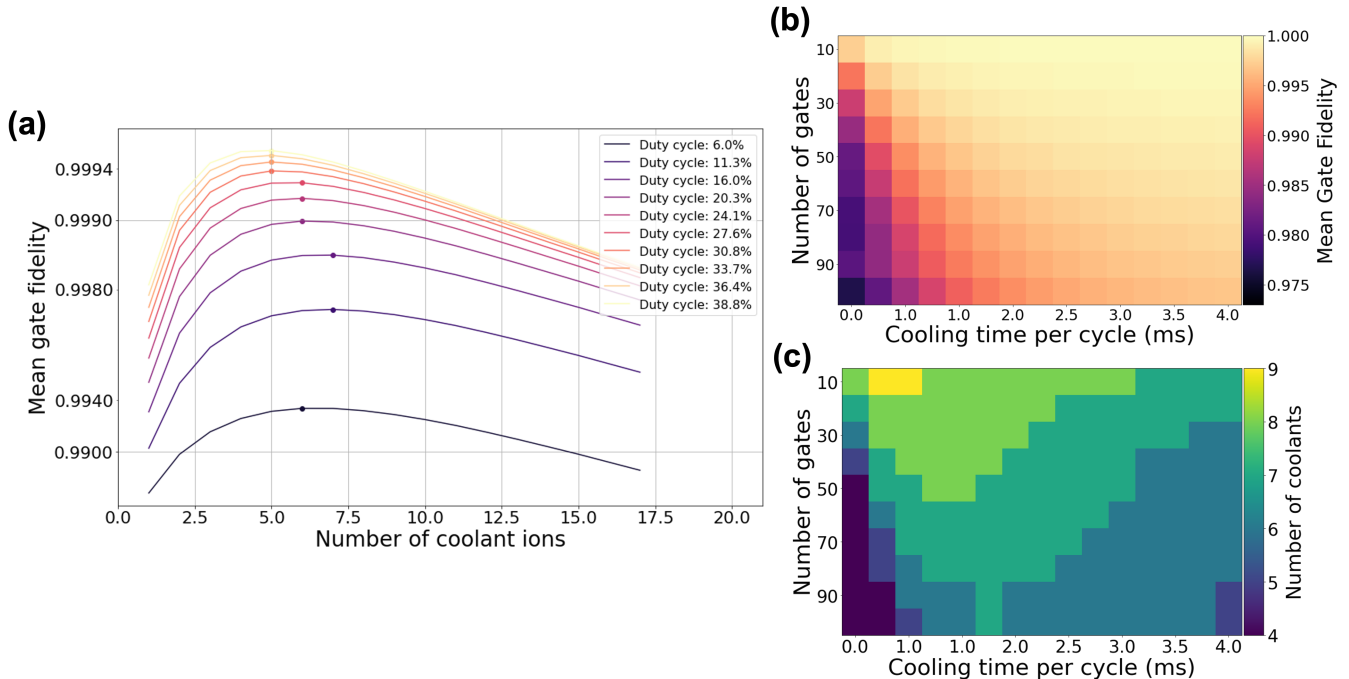 (a)
Mean gate fidelity
0.9994
0.9990
0.9980
0.9940
0.9900
0.0
2.5
5.0
7.5
10.0
12.5
15.0
17.5
20.0
Number of coolant ions
Duty cycle: 6.0%
Duty cycle: 11.3%
Duty cycle: 16.0%
Duty cycle: 20.3%
Duty cycle: 24.1%
Duty cycle: 27.6%
Duty cycle: 30.8%
Duty cycle: 33.7%
Duty cycle: 36.4%
Duty cycle: 38.8%
(b)
Number of gates
10
30
50
70
90
0.0
1.0
1.0
1.0
2.0
2.5
3.0
4.0
Cooling time per cycle (ms)
1.000
0.995
0.990
0.985
0.980
0.975
Mean Gate Fidelity
(c)
Number of gates
10
30
50
70
90
0.0
1.0
1.0
2.0
2.5
3.0
4.0
Cooling time per cycle (ms)
9
8
7
6
5
4
Number of coolants